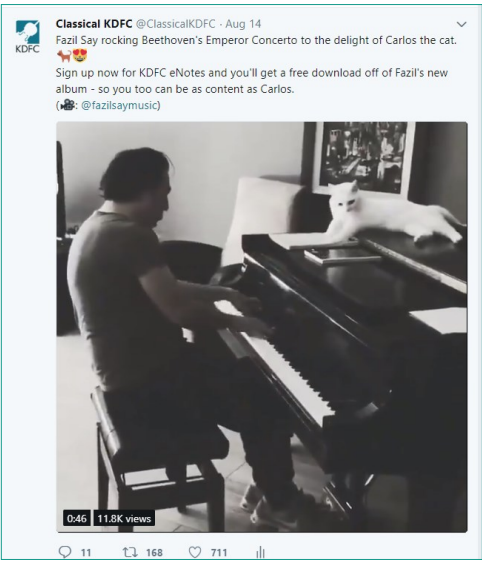 Classical KDFC @ClassicalKDFC · Aug 14
Fazil Say rocking Beethoven's Emperor Concerto to the delight of Carlos the cat.
🐈😍
Sign up now for KDFC eNotes and you'll get a free download off of Fazil's new
album - so you too can be as content as Carlos.
(🎥: @fazilsaymusic)
KDFC
0:46 11.8K views
11 168 711